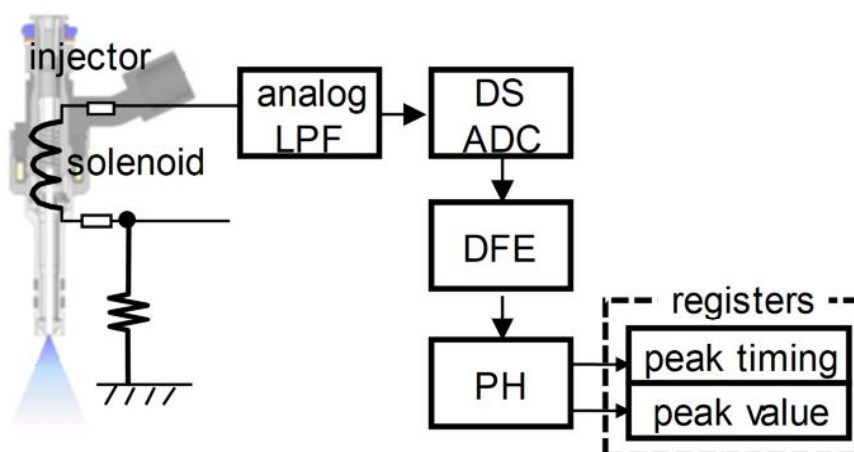 injector
solenoid
analog
LPF
DS
ADC
DFE
PH
registers
peak timing
peak value